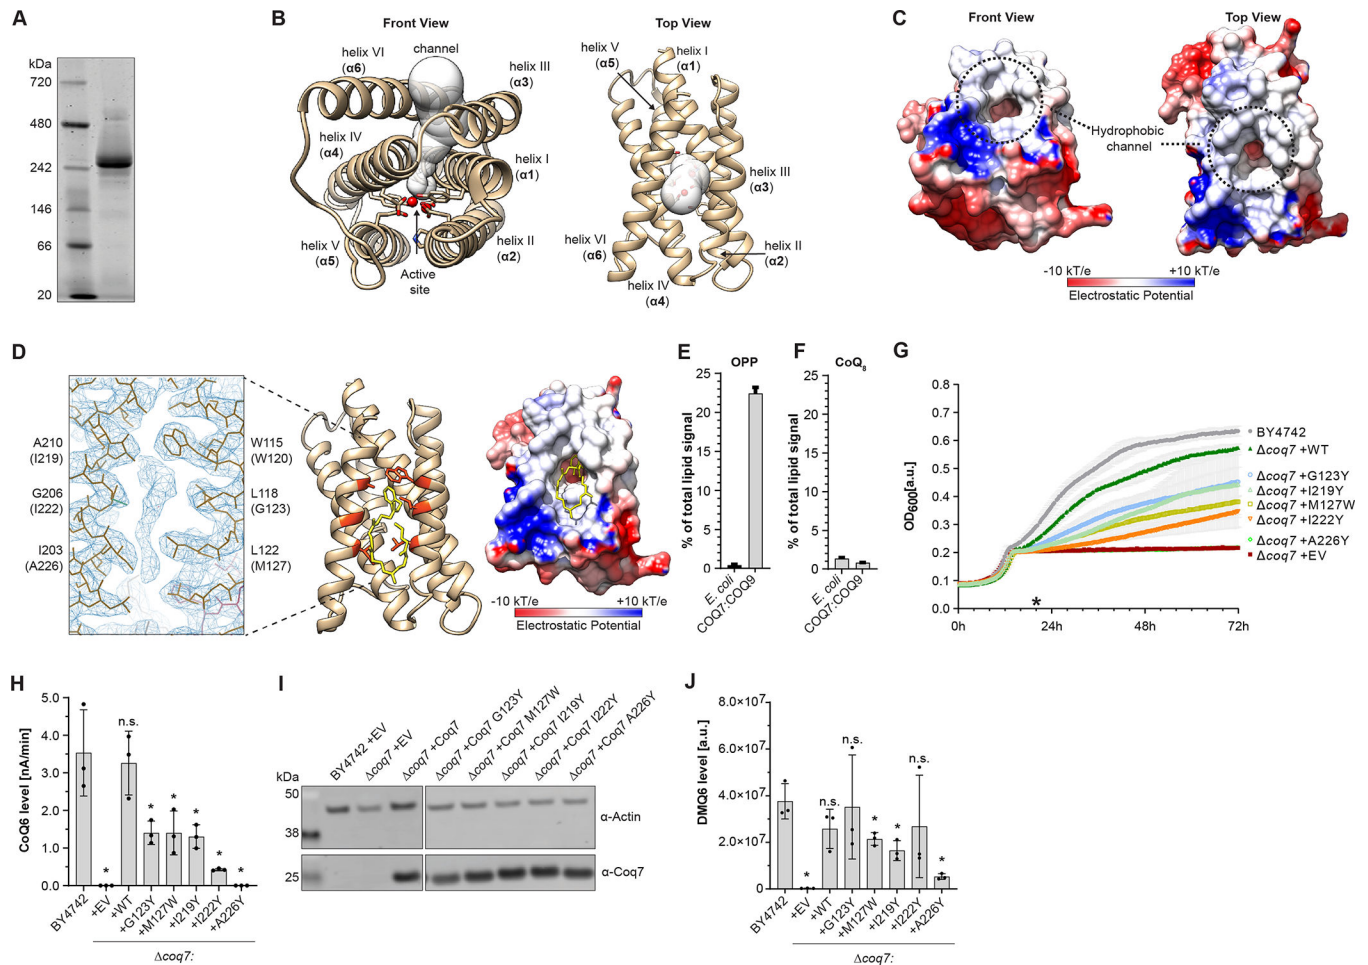 A
kDa
720
480
242
146
66
20
B
Front View
Top View
channel
helix VI
(α6)
helix III
(α3)
helix IV
(α4)
helix I
(α1)
helix V
(α5)
helix II
(α2)
Active
site
helix V
(α5)
helix I
(α1)
helix III
(α3)
helix VI
(α6)
helix II
(α2)
helix IV
(α4)
C
Front View
Top View
Hydrophobic
channel
-10 kT/e
+10 kT/e
Electrostatic Potential
D
A210
(I219)
G206
(I222)
I203
(A226)
W115
(W120)
L118
(G123)
L122
(M127)
-10 kT/e
+10 kT/e
Electrostatic Potential
E
OPP
% of total lipid signal
25
20
15
10
5
0
E. coli
COQ7:COQ9
F
CoQ8
% of total lipid signal
25
20
15
10
5
0
E. coli
COQ7:COQ9
G
OD600[a.u.]
0.8
0.7
0.6
0.5
0.4
0.3
0.2
0.1
0.0
0h
24h
48h
72h
*
BY4742
Δcoq7 +WT
Δcoq7 +G123Y
Δcoq7 +I219Y
Δcoq7 +M127W
Δcoq7 +I222Y
Δcoq7 +A226Y
Δcoq7 +EV
H
CoQ6 level [nA/min]
5.0
4.0
3.0
2.0
1.0
0.0
*
n.s.
*
*
*
*
*
BY4742
+EV
+WT
+G123Y
+M127W
+I219Y
+I222Y
+A226Y
Δcoq7:
I
BY4742 +EV
Δcoq7 +EV
Δcoq7 +Coq7
Δcoq7 +Coq7 G123Y
Δcoq7 +Coq7 M127W
Δcoq7 +Coq7 I219Y
Δcoq7 +Coq7 I222Y
Δcoq7 +Coq7 A226Y
kDa
50
38
25
α-Actin
α-Coq7
J
DMQ6 level [a.u.]
8.0×10⁷
6.0×10⁷
4.0×10⁷
2.0×10⁷
0
*
n.s.
n.s.
*
*
n.s.
*
BY4742
+EV
+WT
+G123Y
+M127W
+I219Y
+I222Y
+A226Y
Δcoq7: